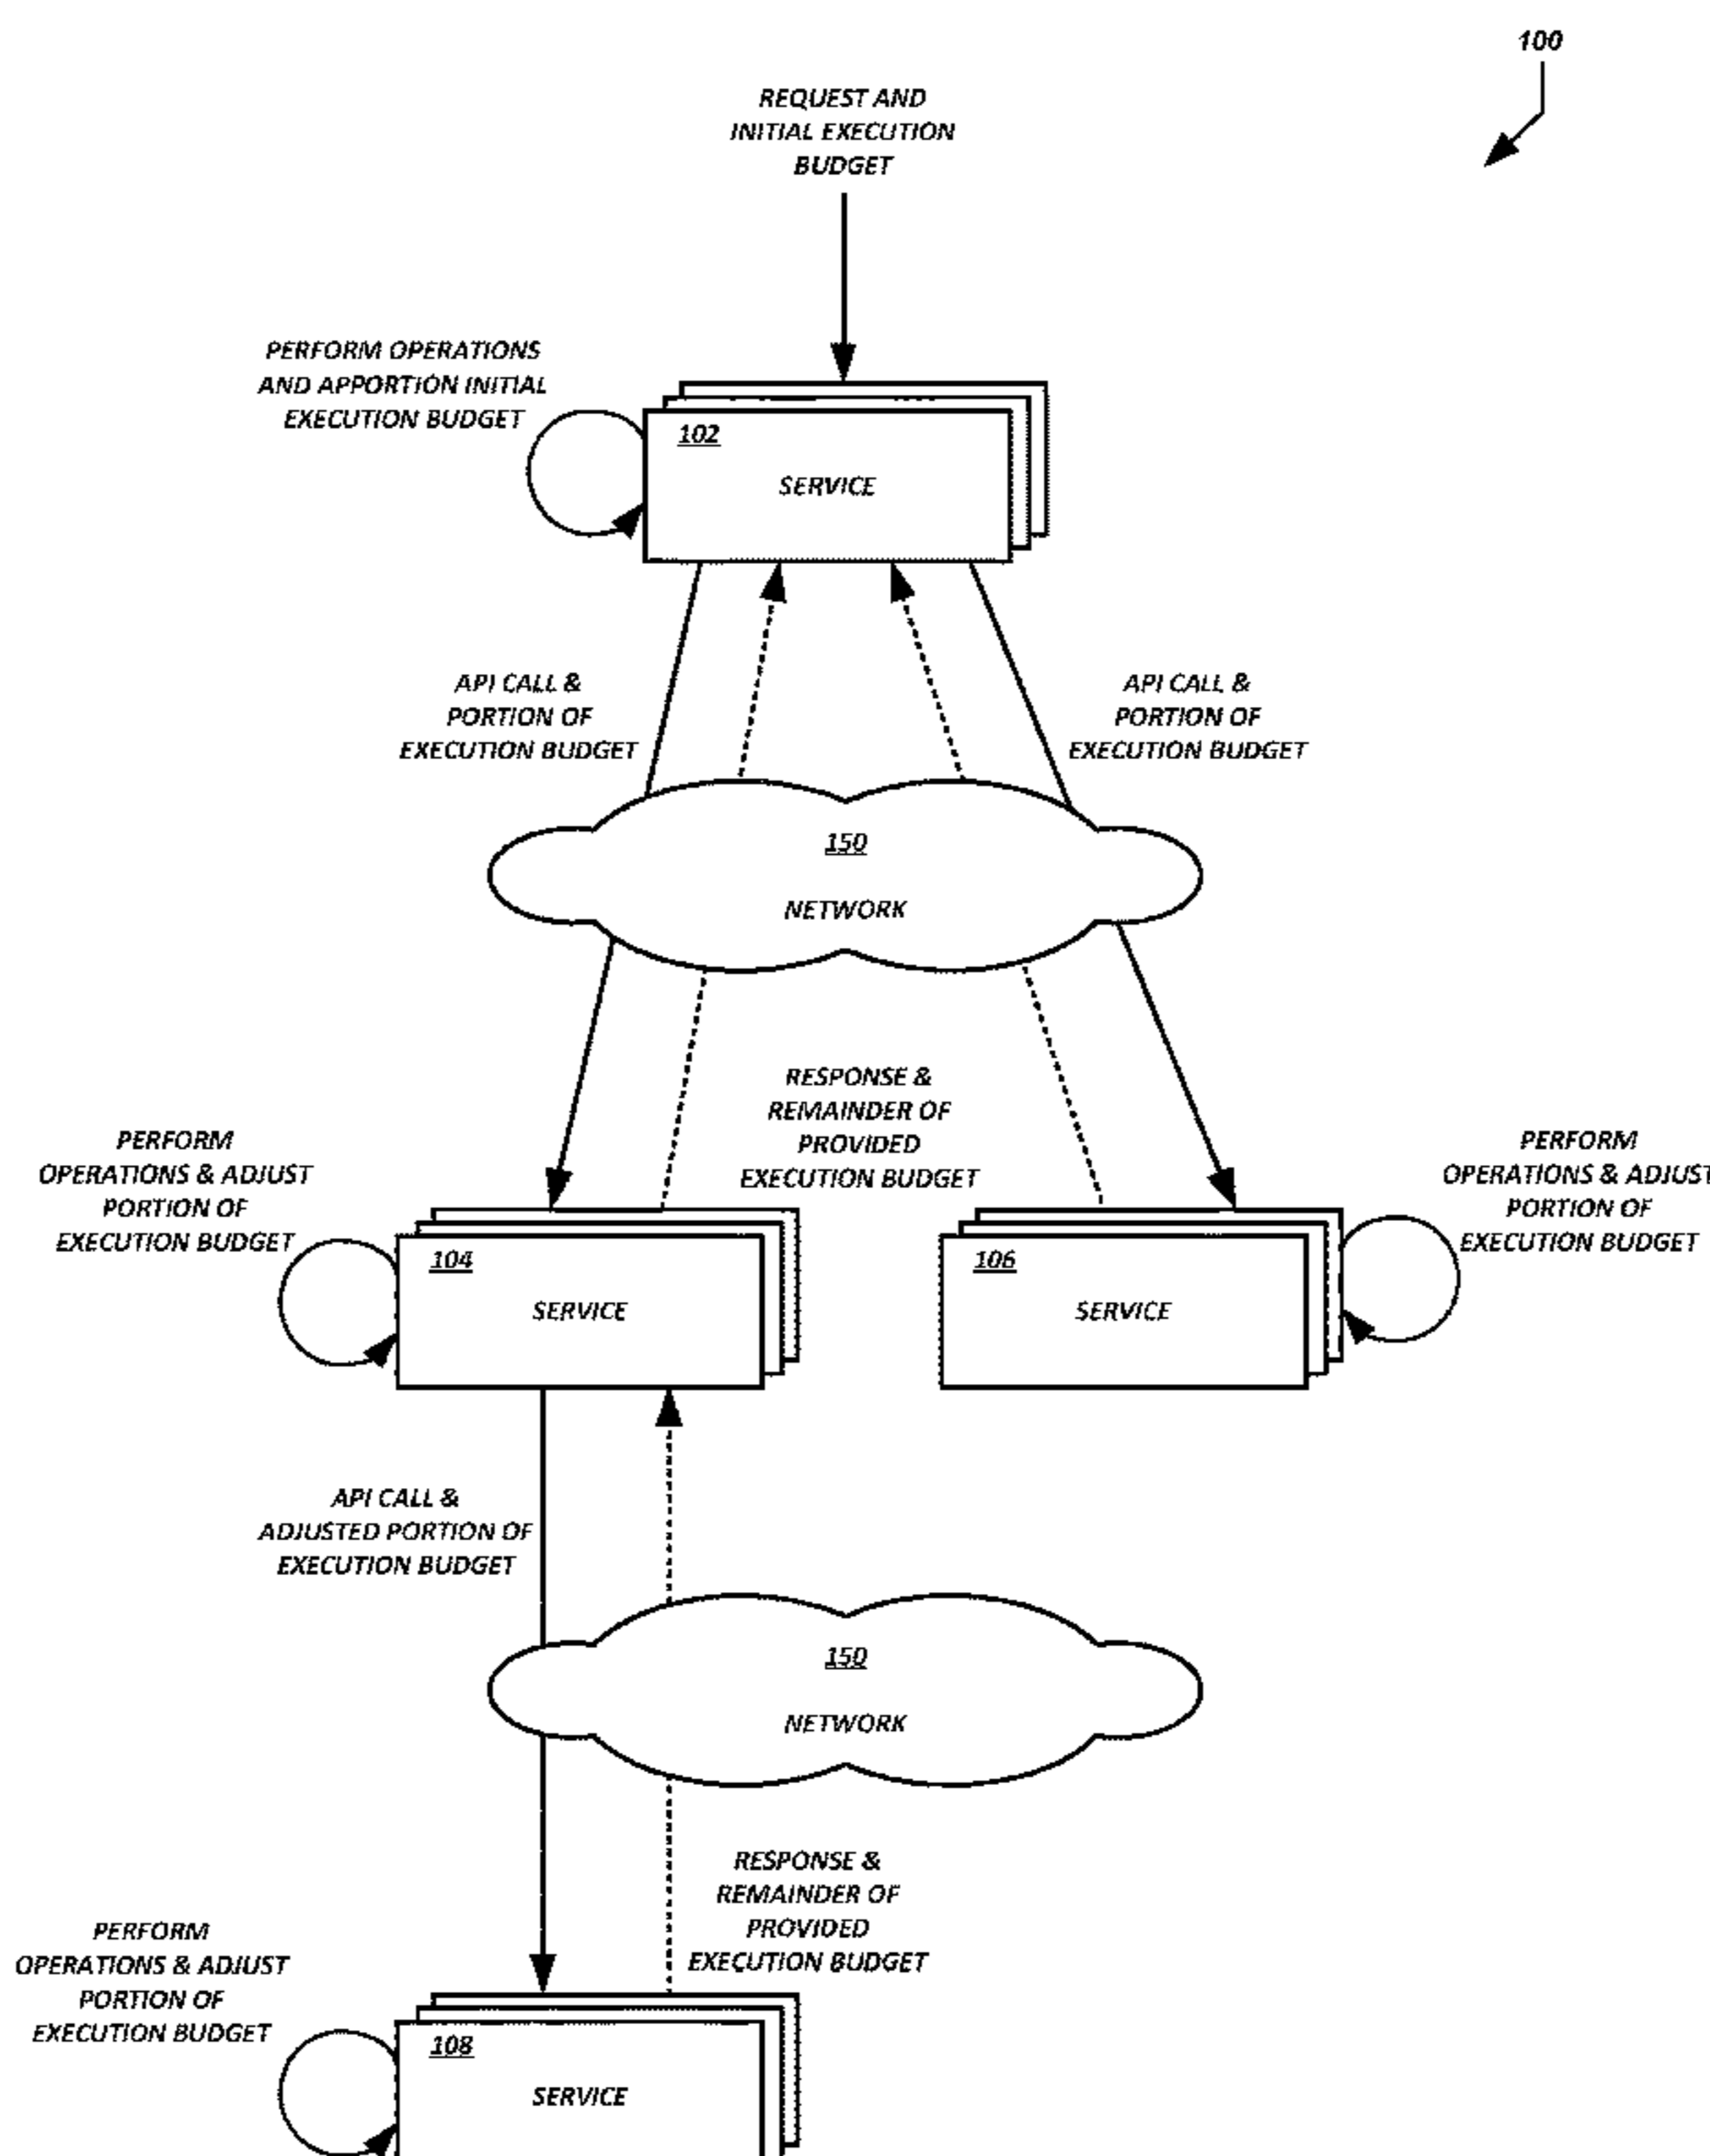 100
REQUEST AND
INITIAL EXECUTION
BUDGET
PERFORM OPERATIONS
AND APPORTION INITIAL
EXECUTION BUDGET
102
SERVICE
API CALL &
PORTION OF
EXECUTION BUDGET
API CALL &
PORTION OF
EXECUTION BUDGET
150
NETWORK
RESPONSE &
REMAINDER OF
PROVIDED
EXECUTION BUDGET
PERFORM
OPERATIONS & ADJUST
PORTION OF
EXECUTION BUDGET
PERFORM
OPERATIONS & ADJUST
PORTION OF
EXECUTION BUDGET
104
SERVICE
106
SERVICE
API CALL &
ADJUSTED PORTION OF
EXECUTION BUDGET
150
NETWORK
RESPONSE &
REMAINDER OF
PROVIDED
EXECUTION BUDGET
PERFORM
OPERATIONS & ADJUST
PORTION OF
EXECUTION BUDGET
108
SERVICE